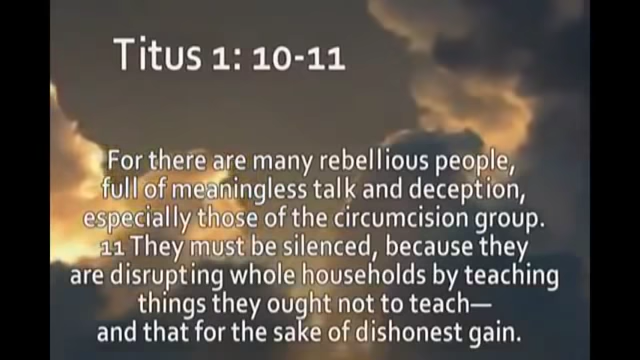 Titus 1: 10-11
For there are many rebellious people,
full of meaningless talk and deception,
especially those of the circumcision group.
11 They must be silenced, because they
are disrupting whole households by teaching
things they ought not to teach—
and that for the sake of dishonest gain.